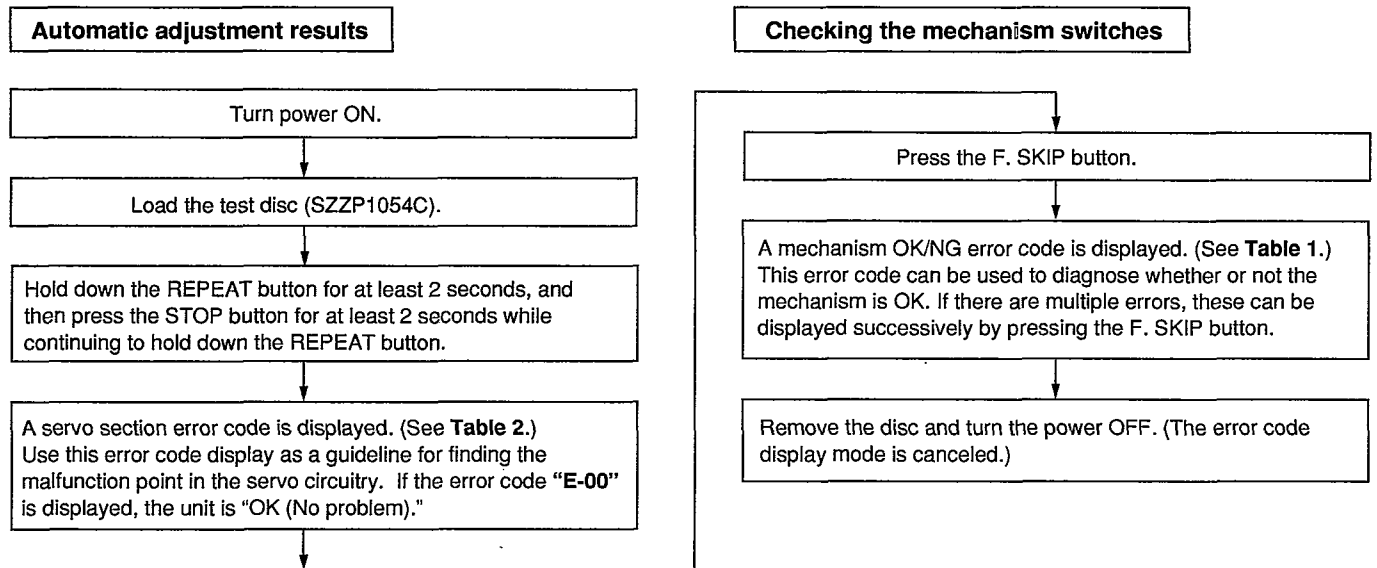 Automatic adjustment results
Turn power ON.
Load the test disc (SZZP1054C).
Hold down the REPEAT button for at least 2 seconds, and
then press the STOP button for at least 2 seconds while
continuing to hold down the REPEAT button.
A servo section error code is displayed. (See Table 2.)
Use this error code display as a guideline for finding the
malfunction point in the servo circuitry. If the error code "E-00"
is displayed, the unit is "OK (No problem)."
Checking the mechanism switches
Press the F. SKIP button.
A mechanism OK/NG error code is displayed. (See Table 1.)
This error code can be used to diagnose whether or not the
mechanism is OK. If there are multiple errors, these can be
displayed successively by pressing the F. SKIP button.
Remove the disc and turn the power OFF. (The error code
display mode is canceled.)